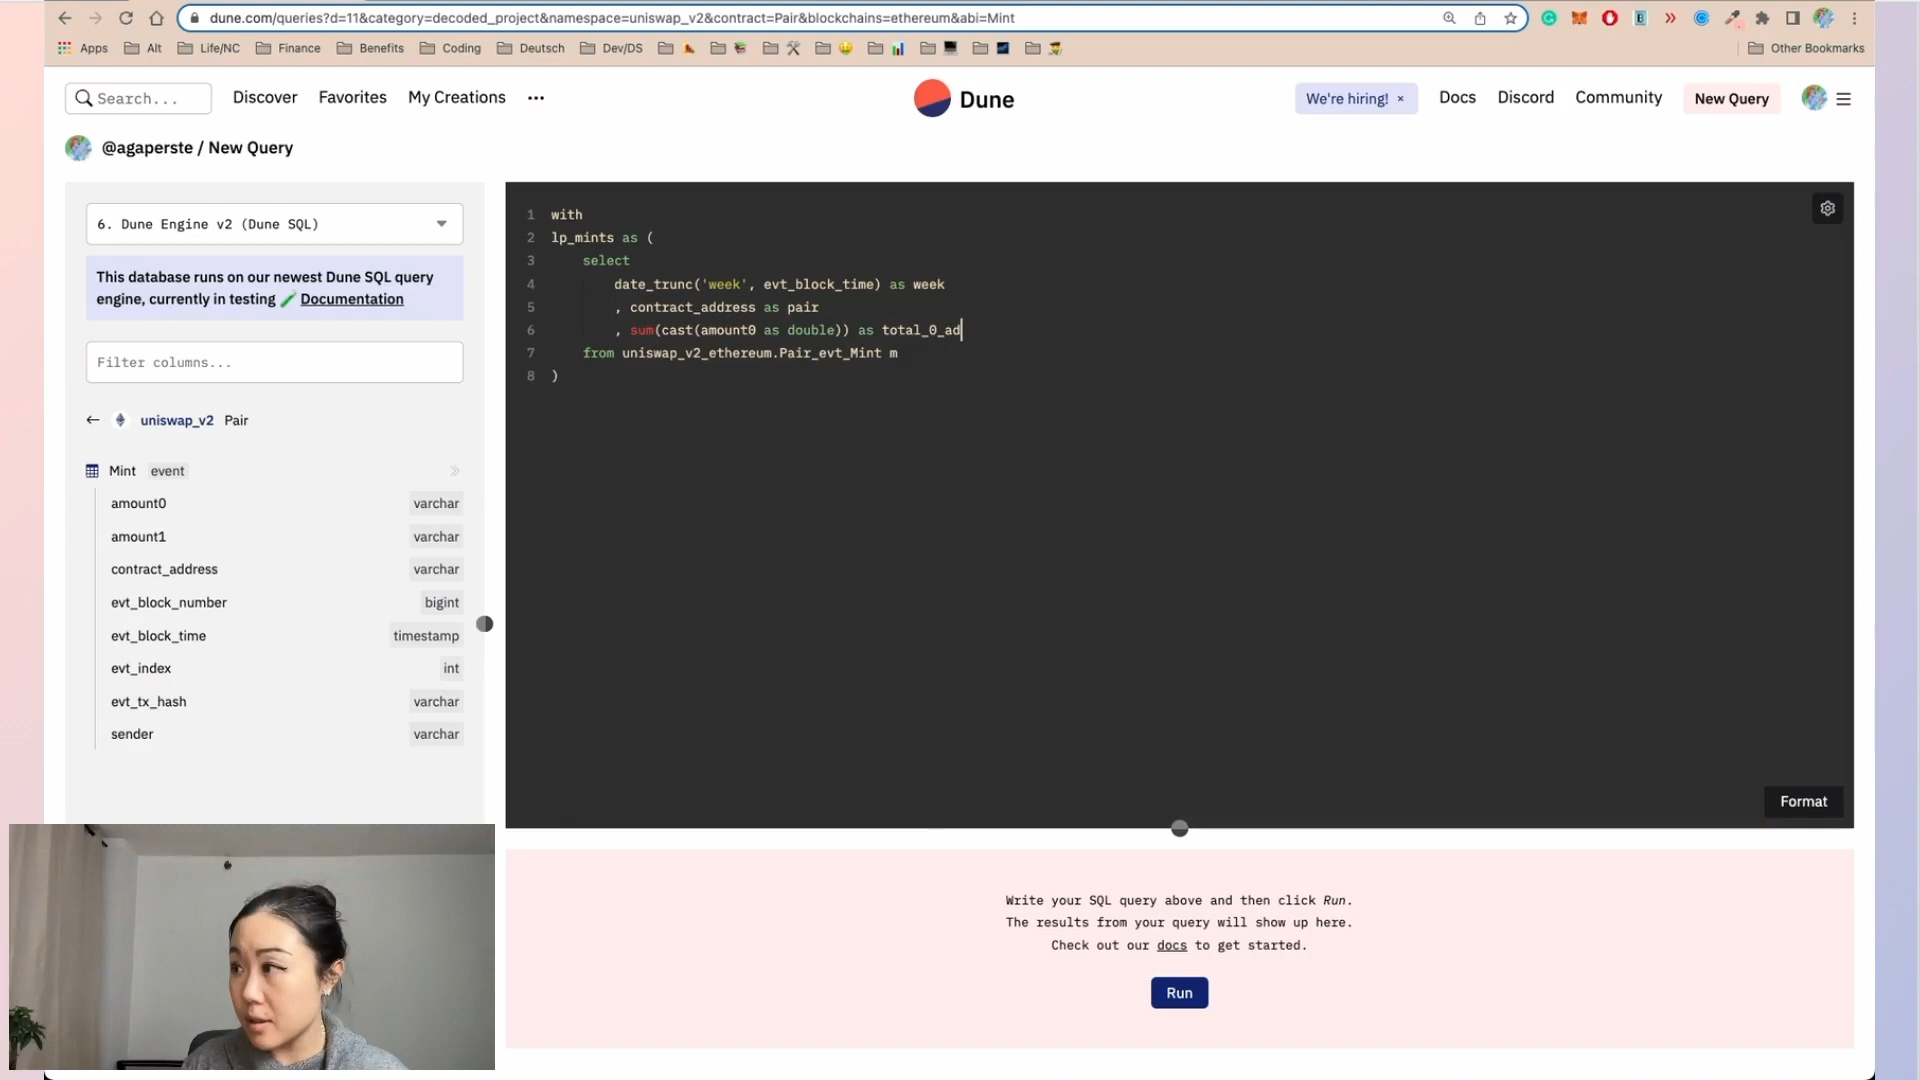 dune.com/queries?d=11&category=decoded_project&namespace=uniswap_v2&contract=Pair&blockchains=ethereum&abi=Mint
Apps Alt Life/NC Finance Benefits Coding Deutsch Dev/DS Other Bookmarks
Search... Discover Favorites My Creations ••• Dune We're hiring! × Docs Discord Community New Query
@agaperste / New Query
6. Dune Engine v2 (Dune SQL)
This database runs on our newest Dune SQL query
engine, currently in testing Documentation
Filter columns...
uniswap_v2 Pair
Mint event
amount0 varchar
amount1 varchar
contract_address varchar
evt_block_number bigint
evt_block_time timestamp
evt_index int
evt_tx_hash varchar
sender varchar
1 with
2 lp_mints as (
3 select
4 date_trunc('week', evt_block_time) as week
5 , contract_address as pair
6 , sum(cast(amount0 as double)) as total_0_ad
7 from uniswap_v2_ethereum.Pair_evt_Mint m
8 )
Format
Write your SQL query above and then click Run.
The results from your query will show up here.
Check out our docs to get started.
Run